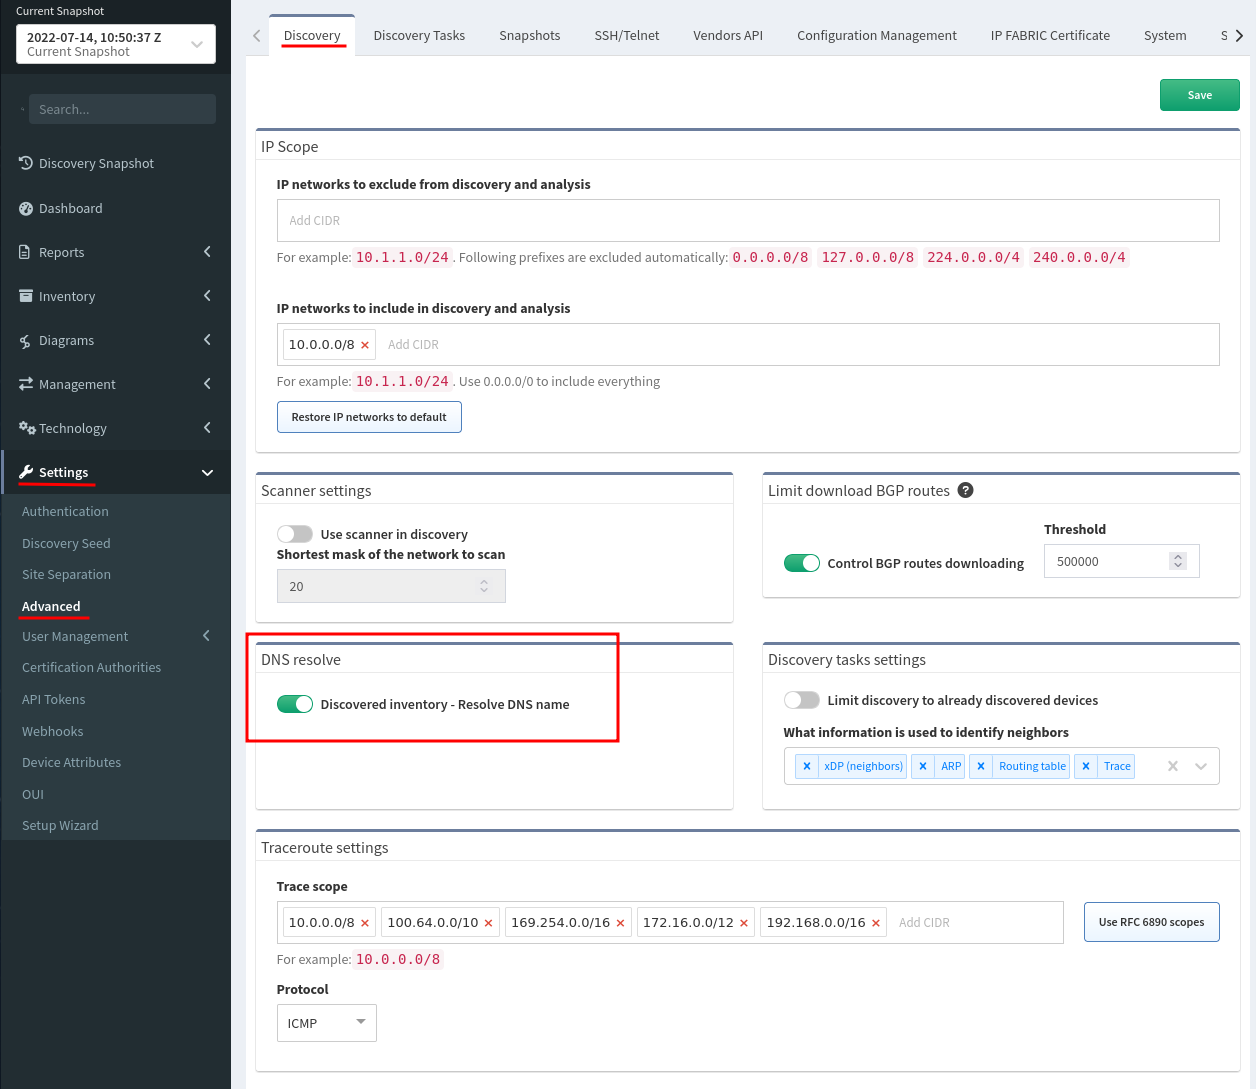 Current Snapshot
2022-07-14, 10:50:37 Z
Current Snapshot
Search...
Discovery Snapshot
Dashboard
Reports
Inventory
Diagrams
Management
Technology
Settings
Authentication
Discovery Seed
Site Separation
Advanced
User Management
Certification Authorities
API Tokens
Webhooks
Device Attributes
OUI
Setup Wizard
Discovery Discovery Tasks Snapshots SSH/Telnet Vendors API Configuration Management IP FABRIC Certificate System S
Save
IP Scope
IP networks to exclude from discovery and analysis
Add CIDR
For example: 10.1.1.0/24 . Following prefixes are excluded automatically: 0.0.0.0/8 127.0.0.0/8 224.0.0.0/4 240.0.0.0/4
IP networks to include in discovery and analysis
10.0.0.0/8 × Add CIDR
For example: 10.1.1.0/24 . Use 0.0.0.0/0 to include everything
Restore IP networks to default
Scanner settings
Use scanner in discovery
Shortest mask of the network to scan
20
Limit download BGP routes ?
Threshold
Control BGP routes downloading 500000
DNS resolve
Discovered inventory - Resolve DNS name
Discovery tasks settings
Limit discovery to already discovered devices
What information is used to identify neighbors
× xDP (neighbors) × ARP × Routing table × Trace ×
Traceroute settings
Trace scope
10.0.0.0/8 × 100.64.0.0/10 × 169.254.0.0/16 × 172.16.0.0/12 × 192.168.0.0/16 × Add CIDR Use RFC 6890 scopes
For example: 10.0.0.0/8
Protocol
ICMP